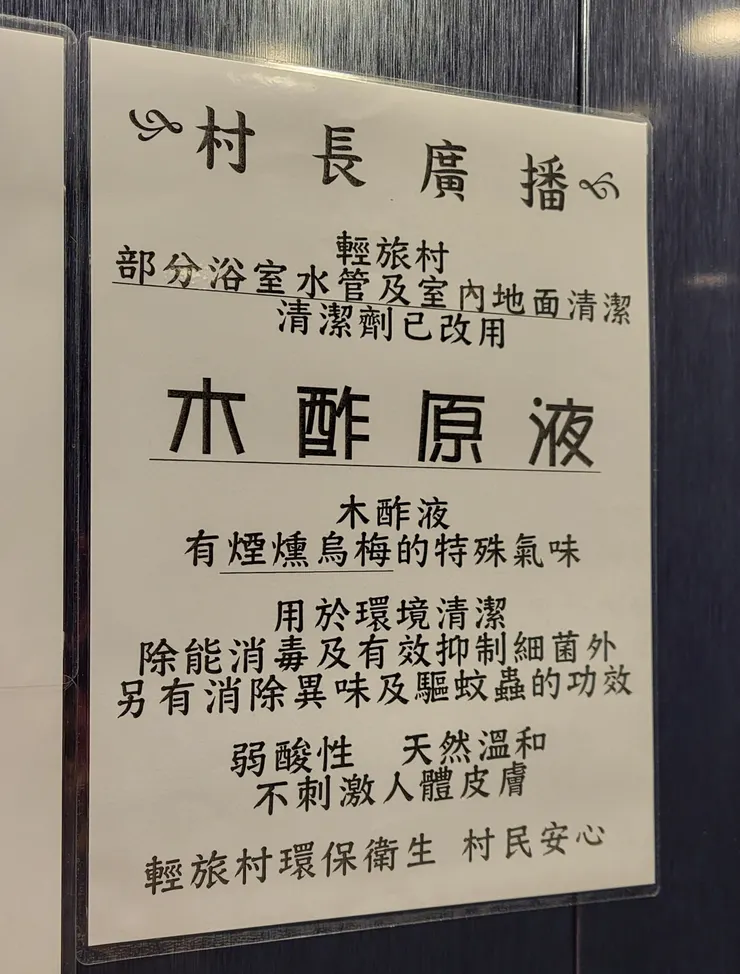 村長廣播
輕旅村
部分浴室水管及室內地面清潔
清潔劑已改用
木酢原液
木酢液
有煙燻烏梅的特殊氣味
用於環境清潔
除能消毒及有效抑制細菌外
另有消除異味及驅蚊蟲的功效
弱酸性 天然溫和
不刺激人體皮膚
輕旅村環保衛生 村民安心